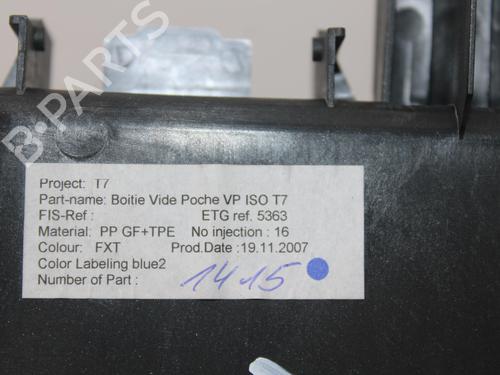 B-PARTS
Project: T7
Part-name: Boitie Vide Poche VP ISO T7
FIS-Ref : ETG ref. 5363
Material: PP GF+TPE No injection : 16
Colour: FXT Prod.Date :19.11.2007
Color Labeling blue2
Number of Part : 1415